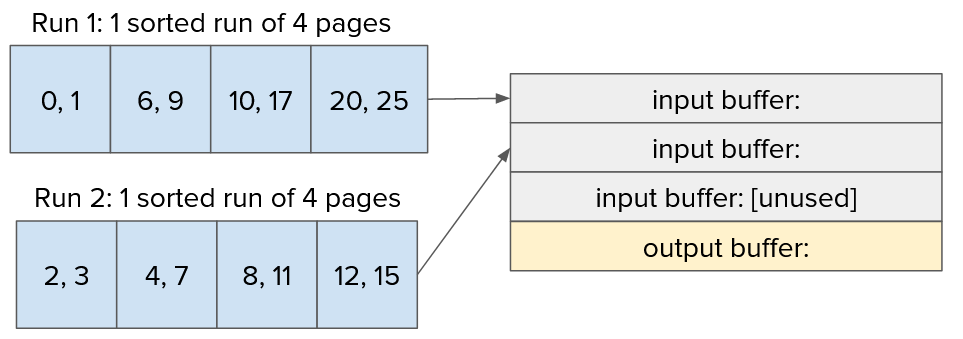 Run 1: 1 sorted run of 4 pages
0, 1
6, 9
10, 17
20, 25
Run 2: 1 sorted run of 4 pages
2, 3
4, 7
8, 11
12, 15
input buffer:
input buffer:
input buffer: [unused]
output buffer: